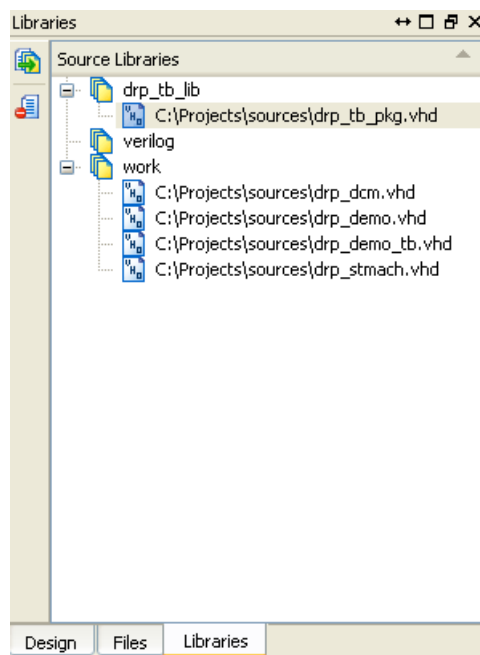 Libraries
Source Libraries
drp_tb_lib
C:\Projects\sources\drp_tb_pkg.vhd
verilog
work
C:\Projects\sources\drp_dcm.vhd
C:\Projects\sources\drp_demo.vhd
C:\Projects\sources\drp_demo_tb.vhd
C:\Projects\sources\drp_stmach.vhd
Design Files Libraries